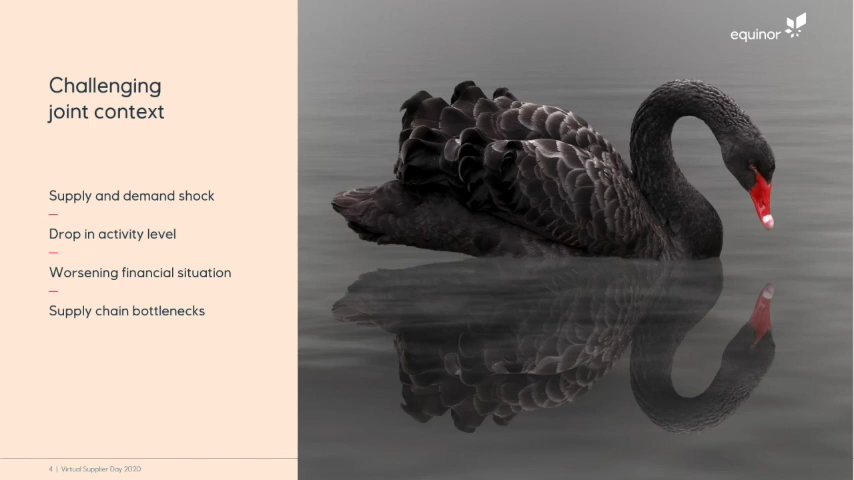 equinor
Challenging
joint context
Supply and demand shock
Drop in activity level
Worsening financial situation
Supply chain bottlenecks
4 | Virtual Supplier Day 2020